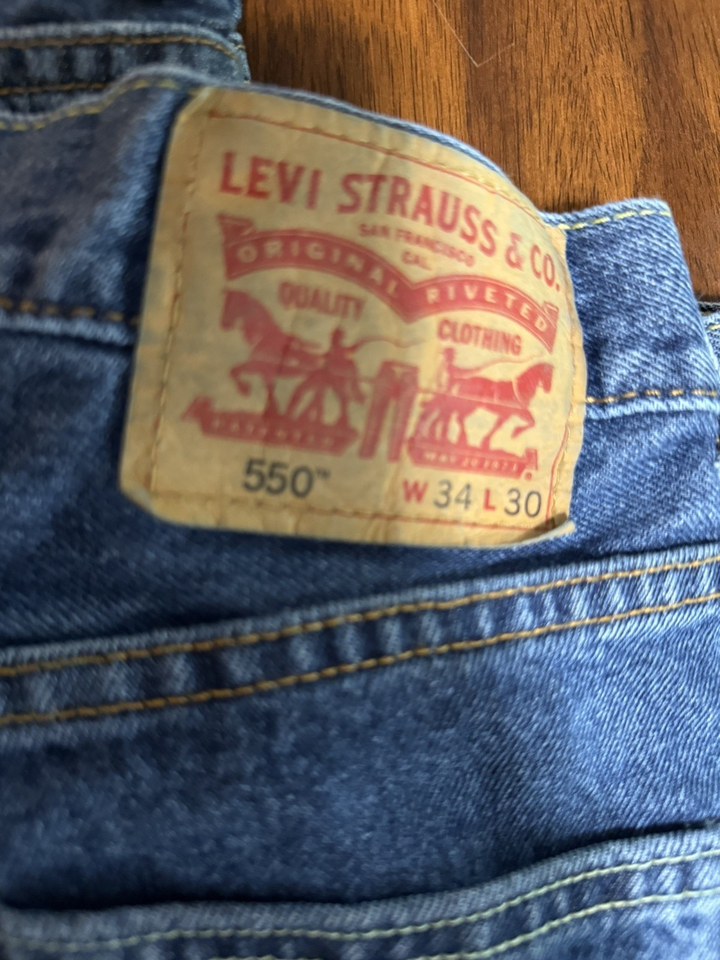 LEVI STRAUSS & CO.
SAN FRANCISCO
CAL.
ORIGINAL RIVETED
QUALITY CLOTHING
550™ W 34 L 30